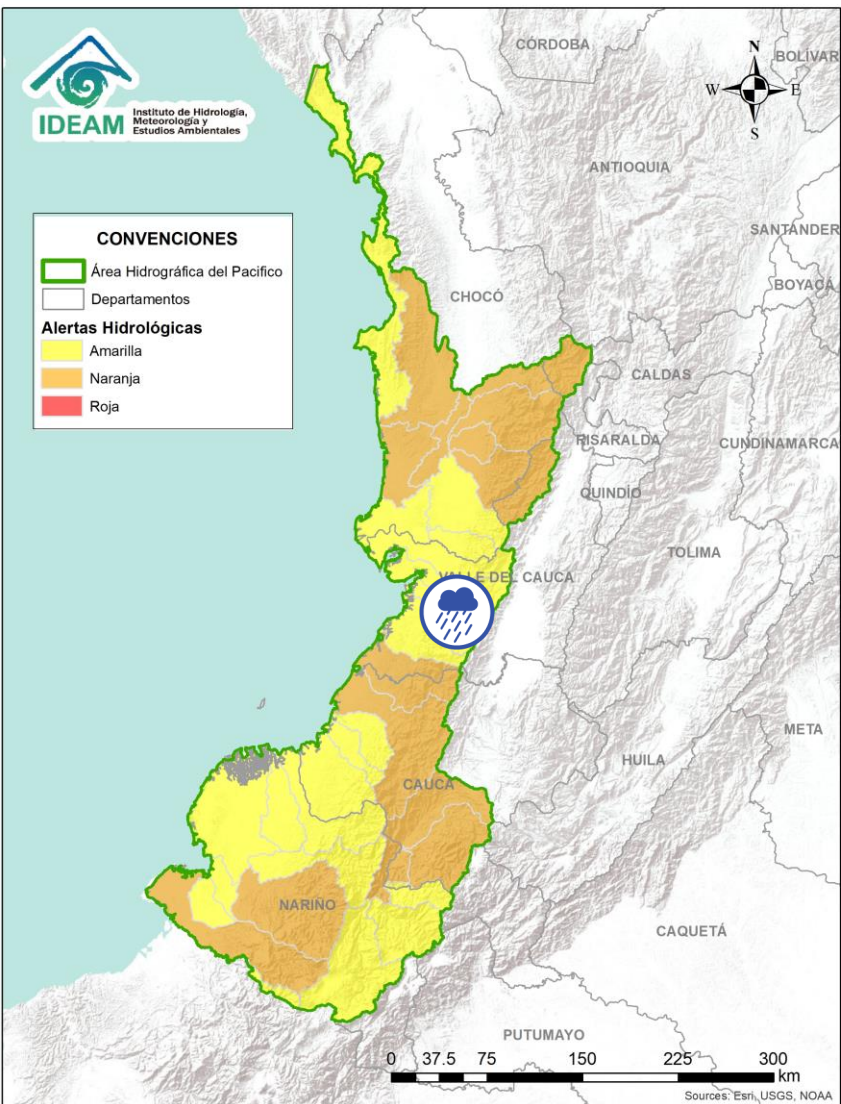 IDEAM
Instituto de Hidrología,
Meteorología y
Estudios Ambientales
CONVENCIONES
Área Hidrográfica del Pacifico
Departamentos
Alertas Hidrológicas
Amarilla
Naranja
Roja
N
W
E
S
CÓRDOBA
BOLÍVAR
ANTIOQUIA
SANTANDER
BOYACÁ
CHOCÓ
CALDAS
RISARALDA
CUNDINAMARCA
QUINDÍO
TOLIMA
VALLE DEL CAUCA
META
HUILA
CAUCA
NARIÑO
CAQUETÁ
PUTUMAYO
0 37.5 75 150 225 300
km
Sources: Esri, USGS, NOAA